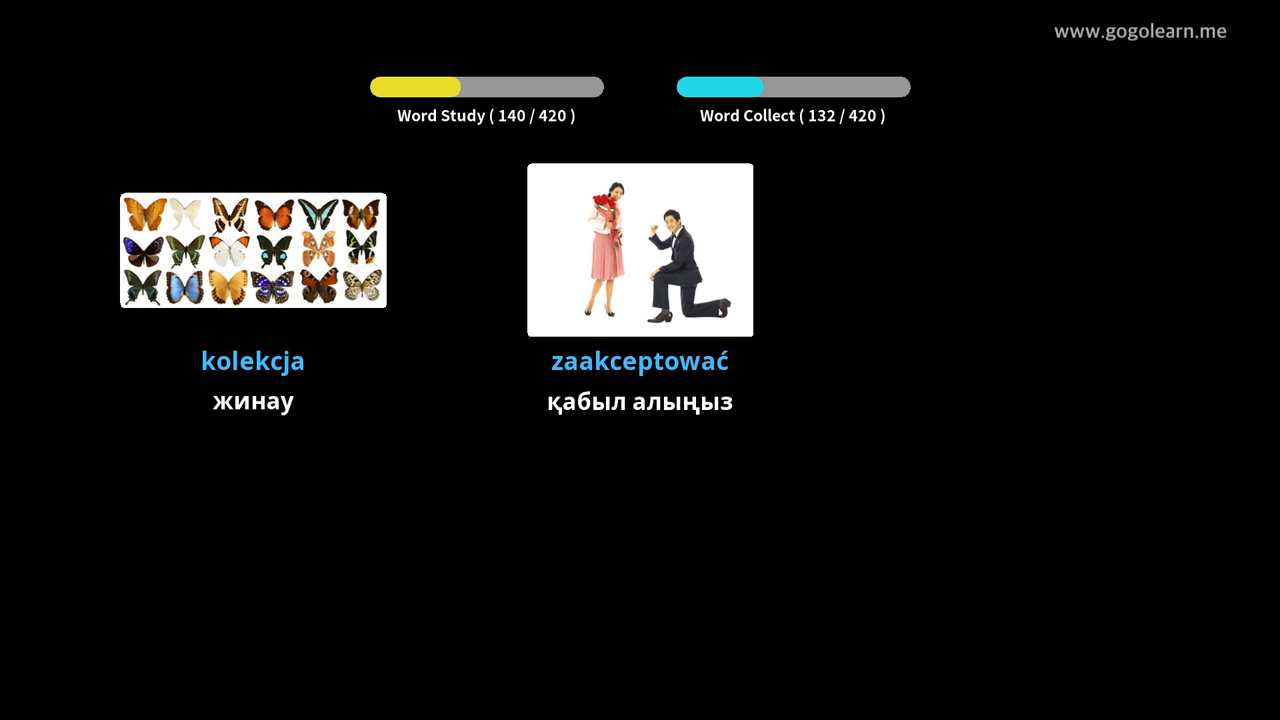 www.gogolearn.me
Word Study ( 140 / 420 )
Word Collect ( 132 / 420 )
kolekcja
жинау
zaakceptować
қабыл алыңыз